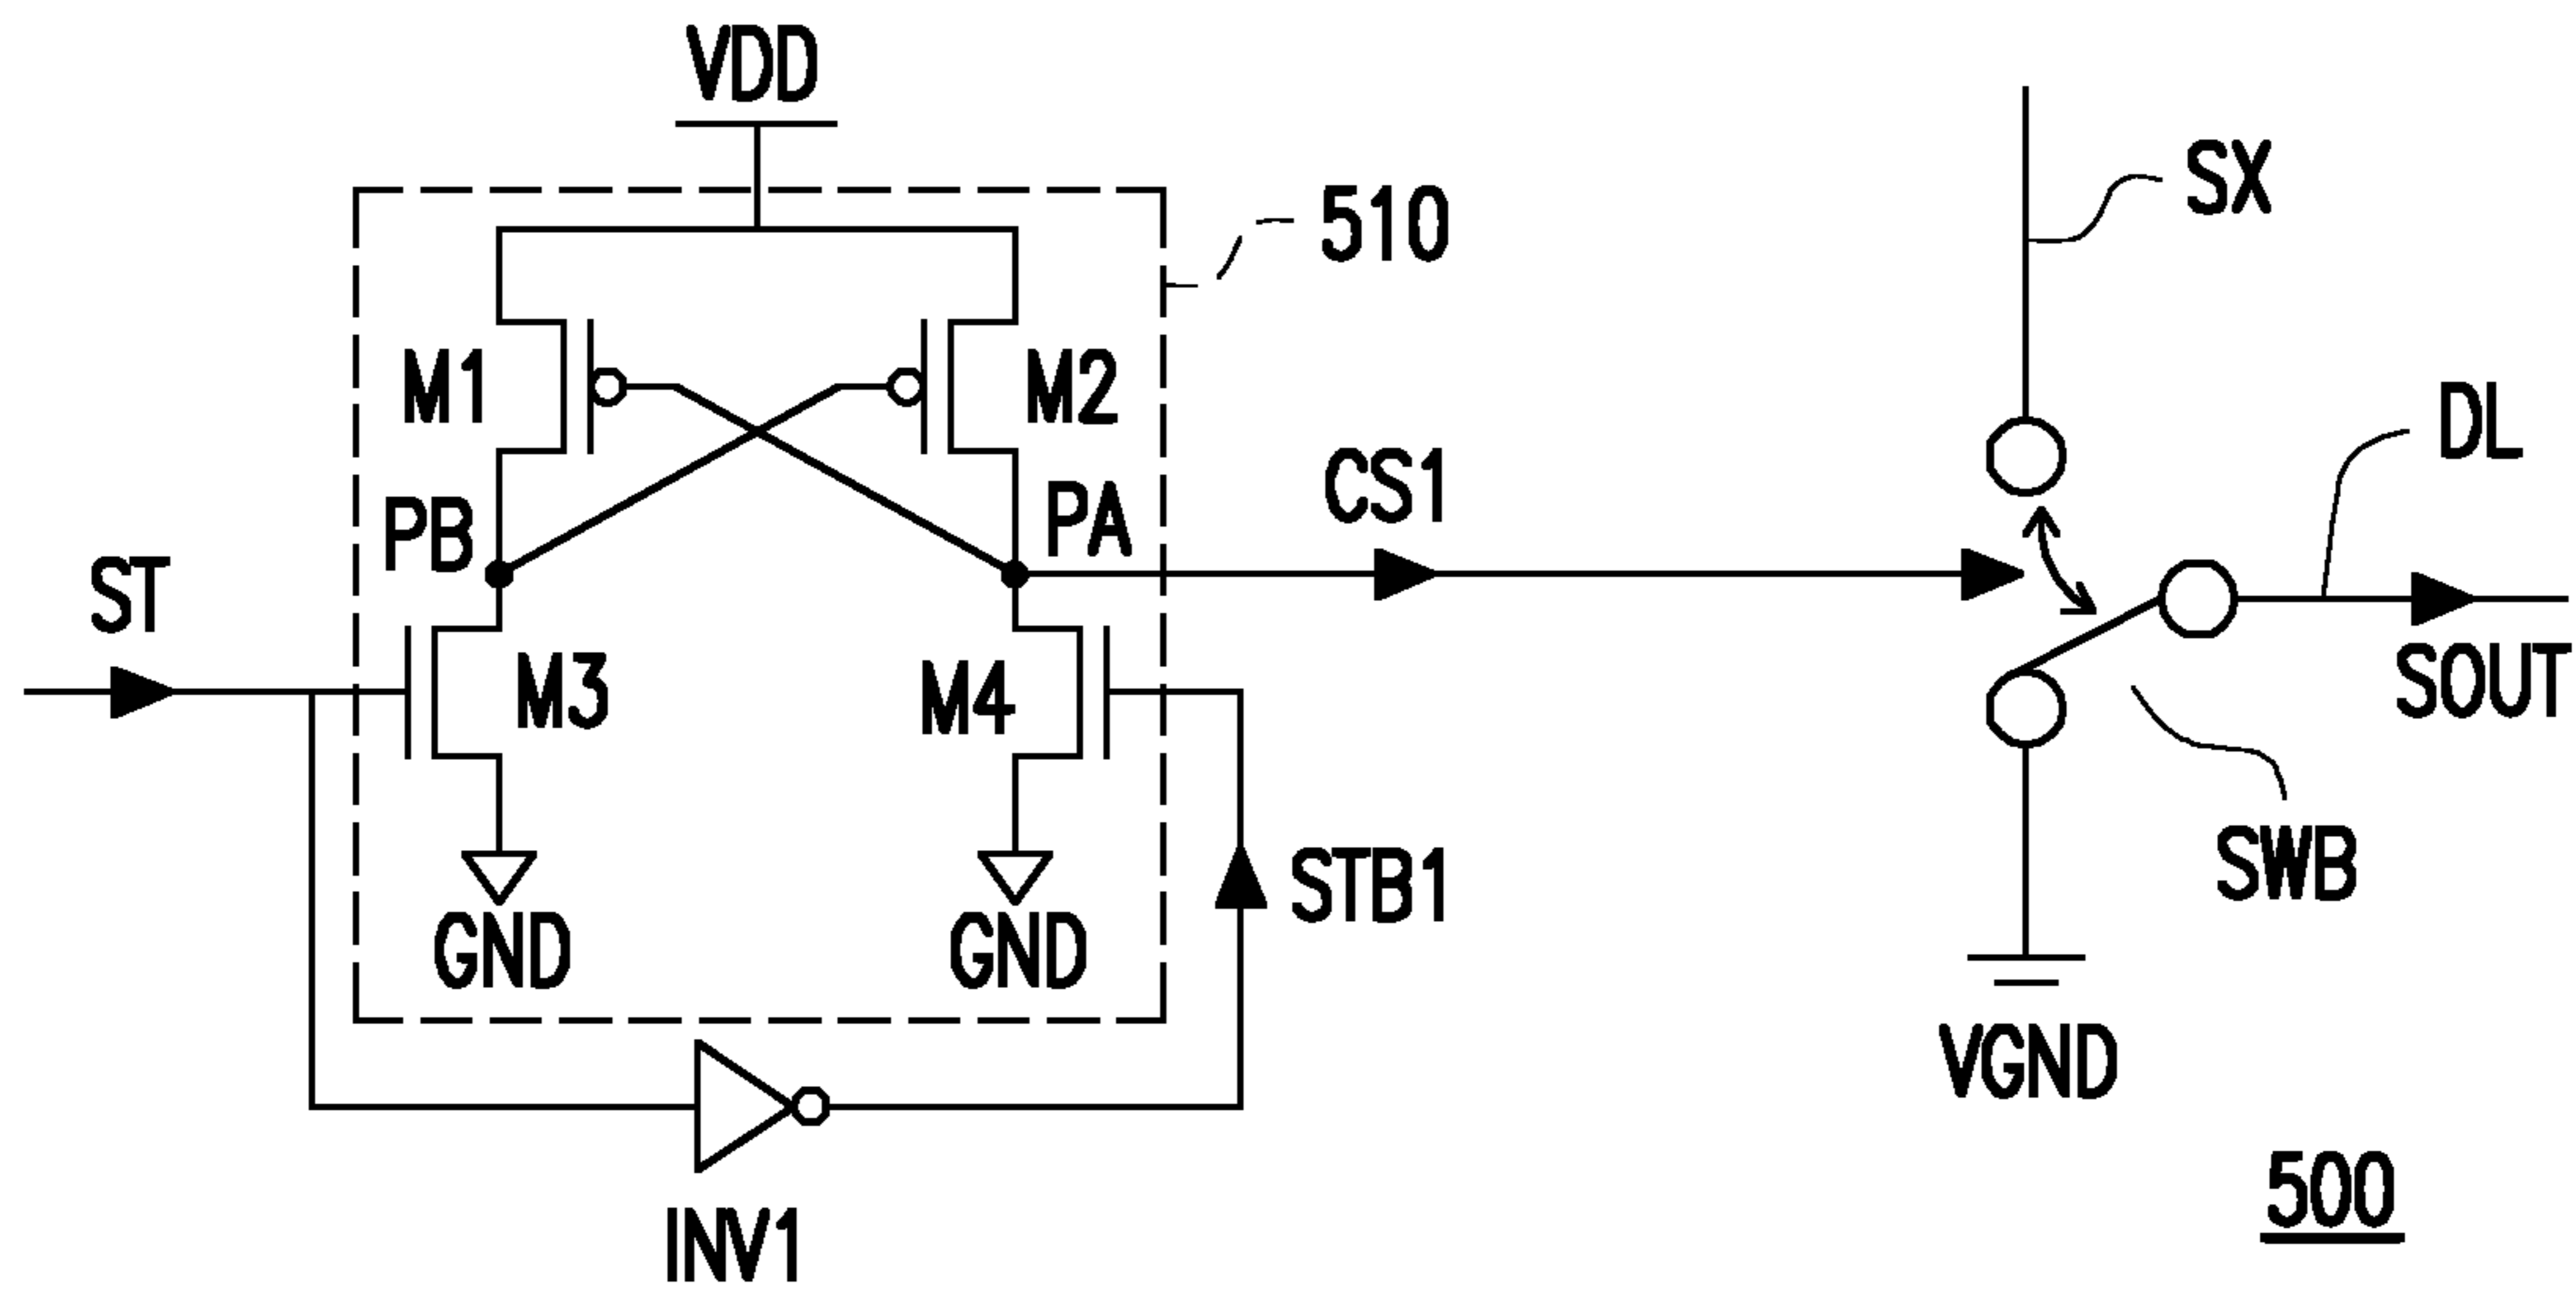 VDD
510
SX
M1
M2
DL
PB
PA
CS1
ST
M3
M4
SOUT
STB1
SWB
GND
GND
VGND
INV1
500